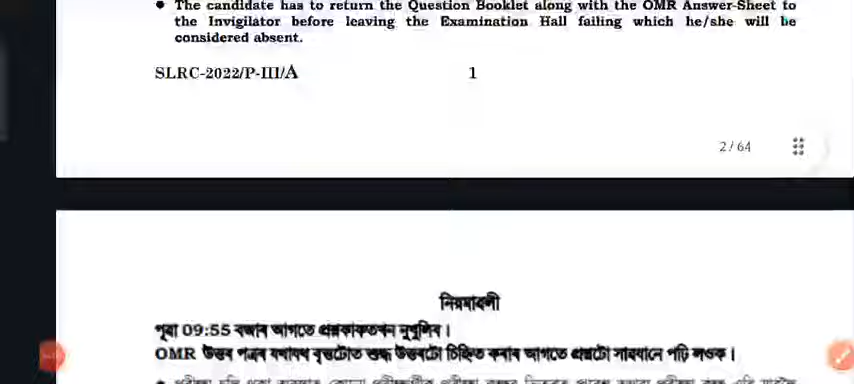 ● The candidate has to return the Question Booklet along with the OMR Answer-Sheet to
the Invigilator before leaving the Examination Hall failing which he/she will be
considered absent.
SLRC-2022/P-III/A 1
2 / 64
নিয়মাৱলী
পুৱা 09:55 বজাৰ আগতে প্ৰশ্নকাকতখন নুখুলিব।
OMR উত্তৰ পত্ৰৰ যথাযথ বৃত্তটোত শুদ্ধ উত্তৰটো চিহ্নিত কৰাৰ আগতে প্ৰশ্নটো সাৱধানে পঢ়ি লওক।